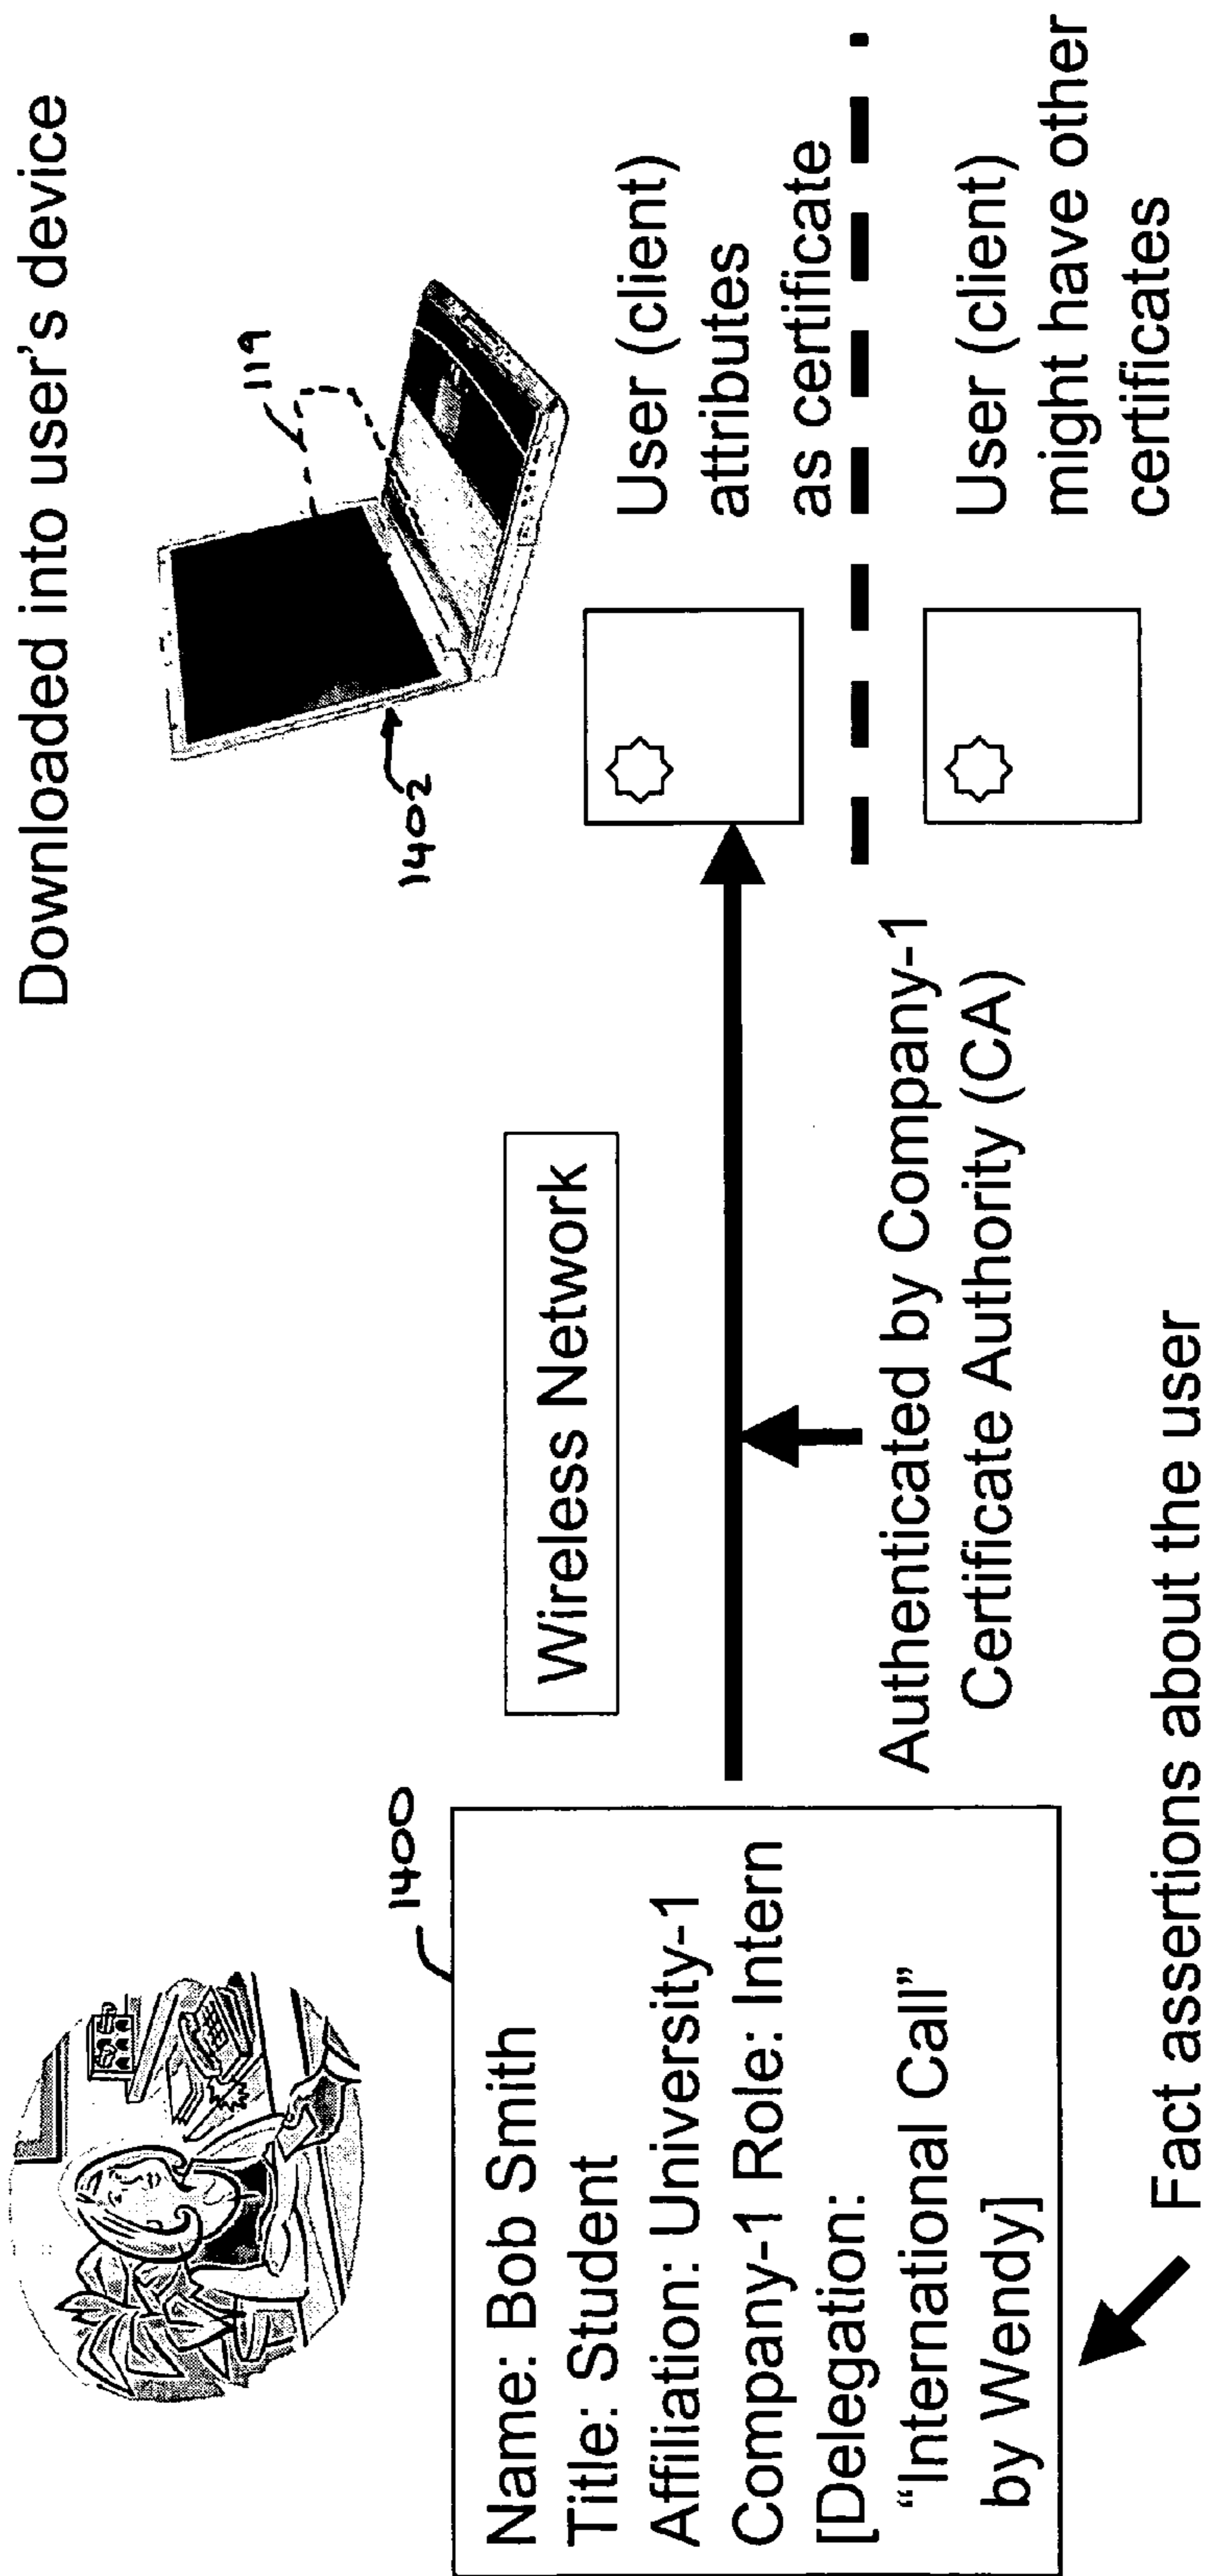 Downloaded into user's device
119
1402
1400
Name: Bob Smith
Title: Student
Affiliation: University-1
Company-1 Role: Intern
[Delegation:
“International Call”
by Wendy]
Wireless Network
User (client)
attributes
as certificate
Authenticated by Company-1
Certificate Authority (CA)
User (client)
might have other
certificates
Fact assertions about the user